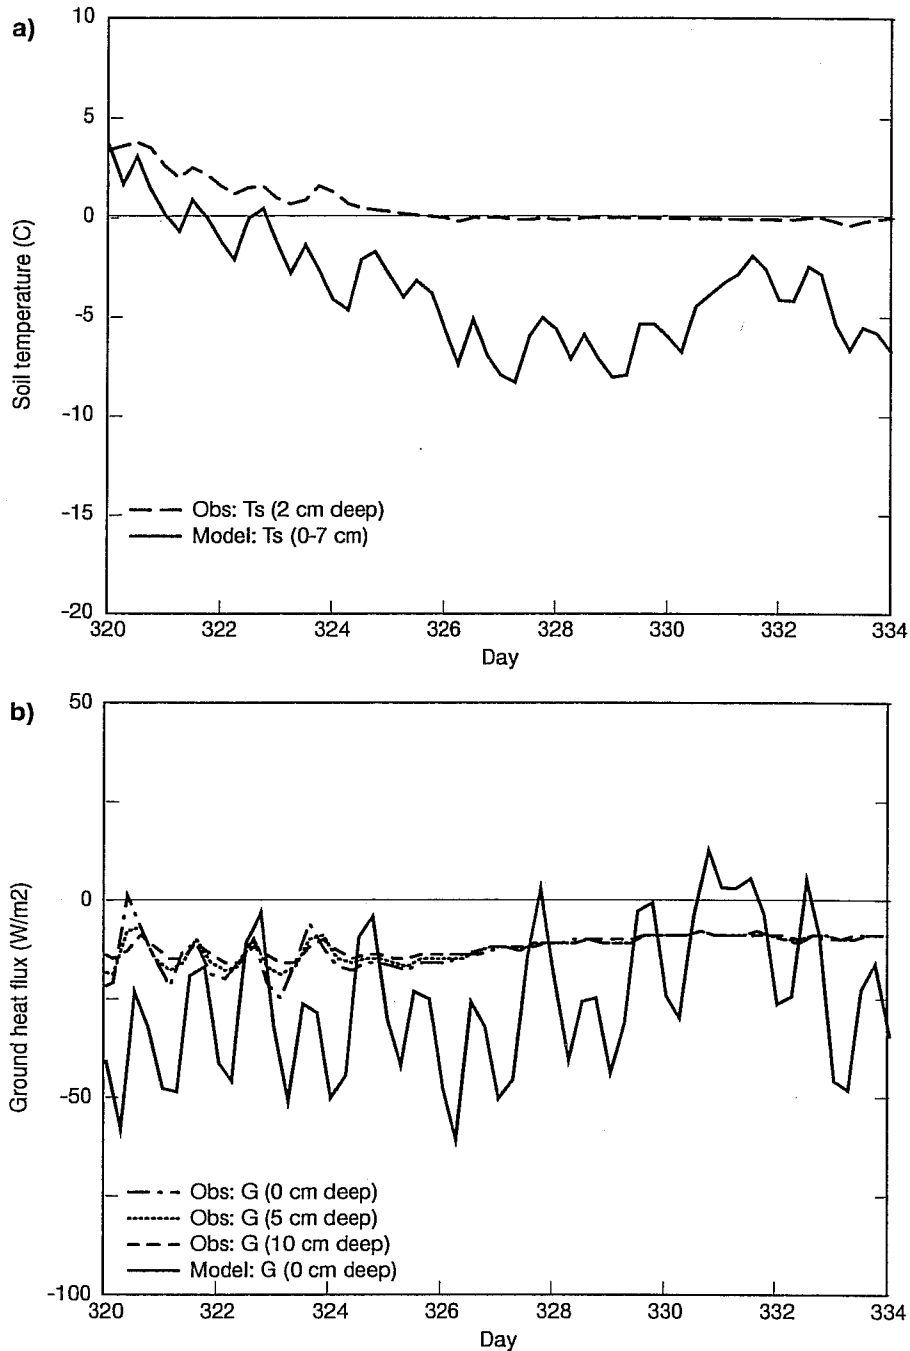 a)
10
5
0
-5
-10
-15
-20
Soil temperature (C)
Obs: Ts (2 cm deep)
Model: Ts (0-7 cm)
320 322 324 326 328 330 332 334
Day
b)
50
0
-50
-100
Ground heat flux (W/m2)
Obs: G (0 cm deep)
Obs: G (5 cm deep)
Obs: G (10 cm deep)
Model: G (0 cm deep)
320 322 324 326 328 330 332 334
Day